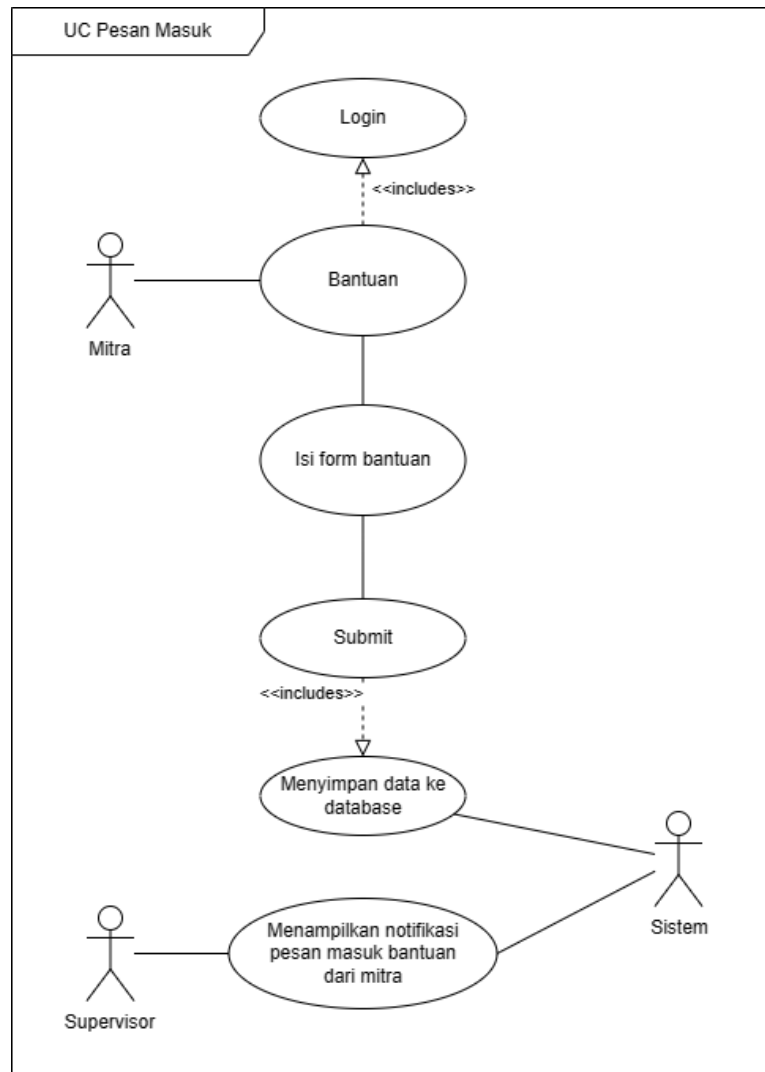 UC Pesan Masuk
Login
<<includes>>
Bantuan
Mitra
Isi form bantuan
Submit
<<includes>>
Menyimpan data ke
database
Sistem
Menampilkan notifikasi
pesan masuk bantuan
dari mitra
Supervisor